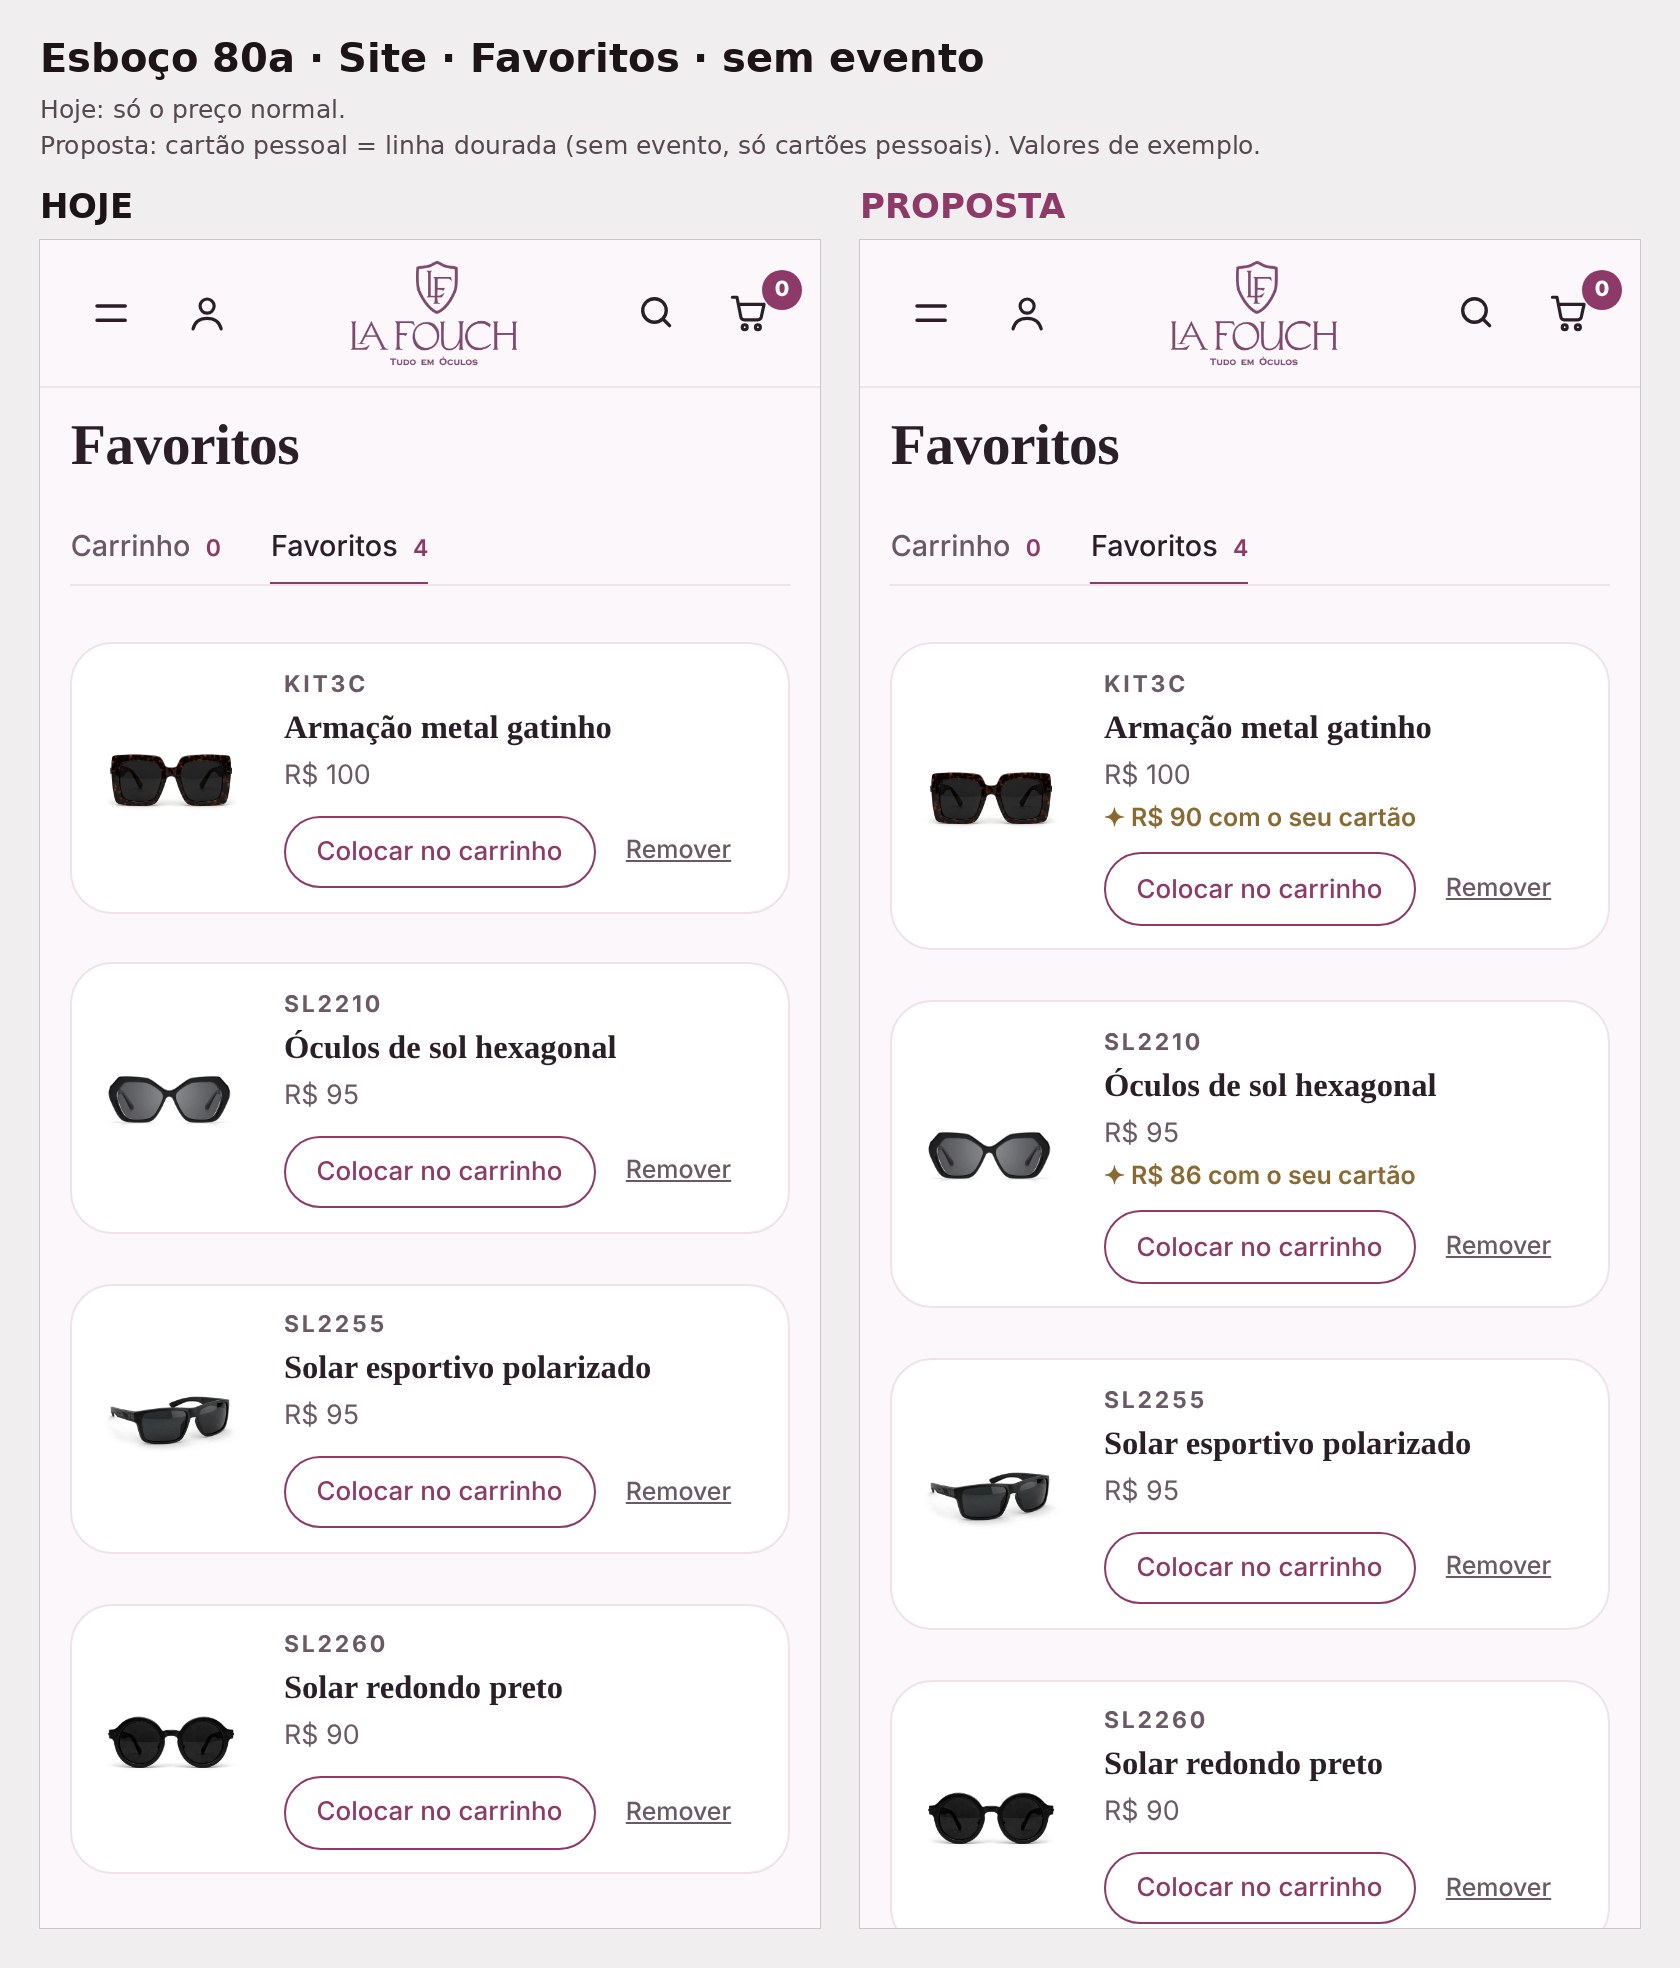 Esboço 80a · Site · Favoritos · sem evento
Hoje: só o preço normal.
Proposta: cartão pessoal = linha dourada (sem evento, só cartões pessoais). Valores de exemplo.
HOJE
LF
LA FOUCH
TUDO EM ÓCULOS
0
Favoritos
Carrinho 0 Favoritos 4
KIT3C
Armação metal gatinho
R$ 100
Colocar no carrinho Remover
SL2210
Óculos de sol hexagonal
R$ 95
Colocar no carrinho Remover
SL2255
Solar esportivo polarizado
R$ 95
Colocar no carrinho Remover
SL2260
Solar redondo preto
R$ 90
Colocar no carrinho Remover
PROPOSTA
LF
LA FOUCH
TUDO EM ÓCULOS
0
Favoritos
Carrinho 0 Favoritos 4
KIT3C
Armação metal gatinho
R$ 100
✦ R$ 90 com o seu cartão
Colocar no carrinho Remover
SL2210
Óculos de sol hexagonal
R$ 95
✦ R$ 86 com o seu cartão
Colocar no carrinho Remover
SL2255
Solar esportivo polarizado
R$ 95
Colocar no carrinho Remover
SL2260
Solar redondo preto
R$ 90
Colocar no carrinho Remover